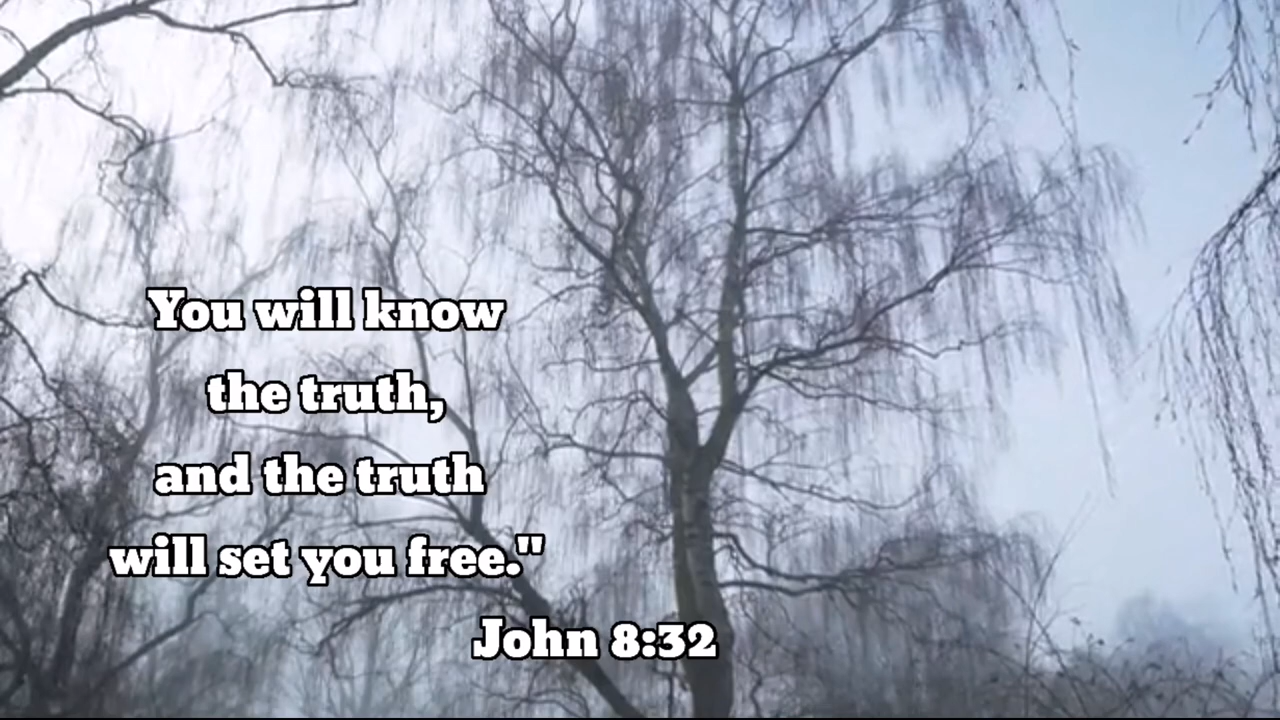 You will know
the truth,
and the truth
will set you free."
John 8:32